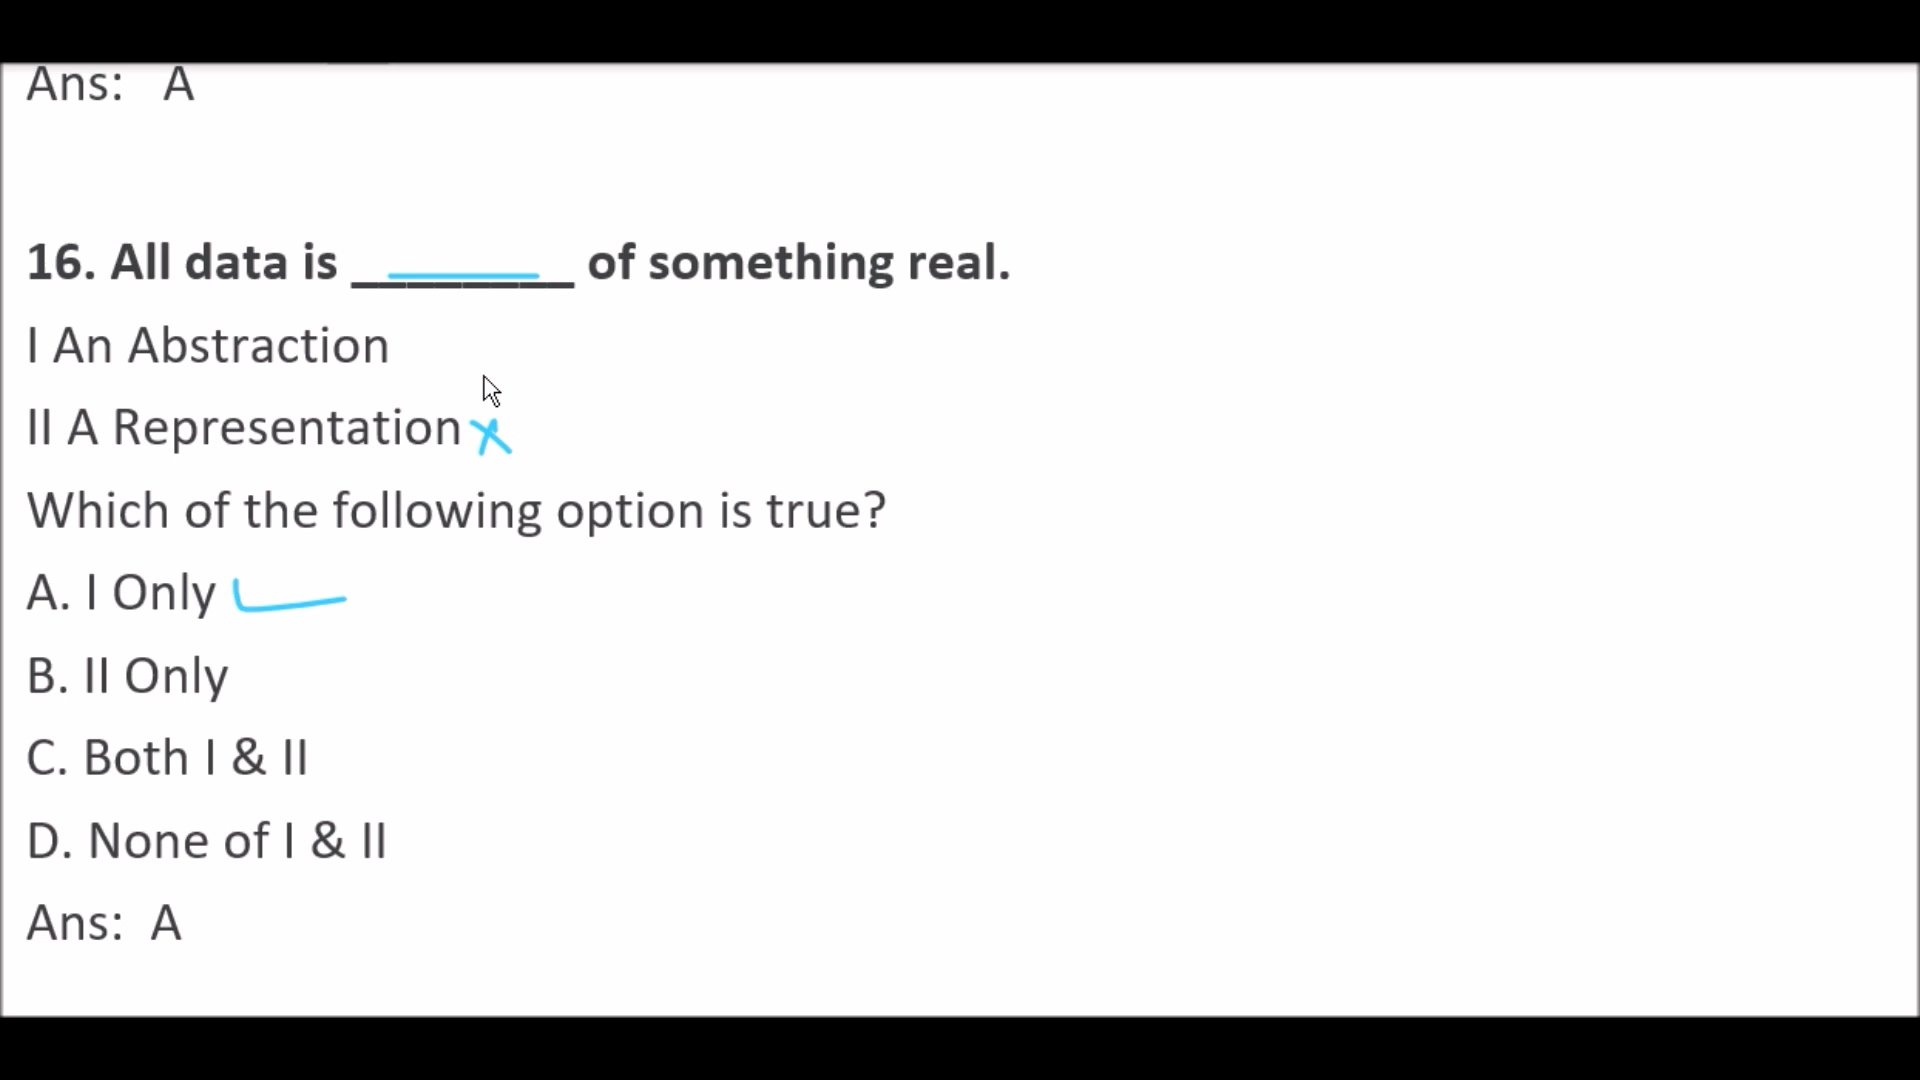 Ans: A
16. All data is ________ of something real.
I An Abstraction
II A Representation
Which of the following option is true?
A. I Only
B. II Only
C. Both I & II
D. None of I & II
Ans: A